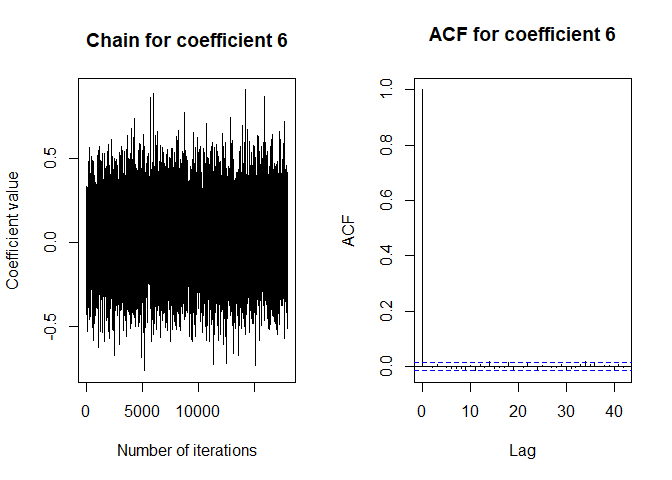 Chain for coefficient 6
Coefficient value
0.5
0.0
-0.5
0
5000
10000
Number of iterations
ACF for coefficient 6
ACF
1.0
0.8
0.6
0.4
0.2
0.0
0
10
20
30
40
Lag